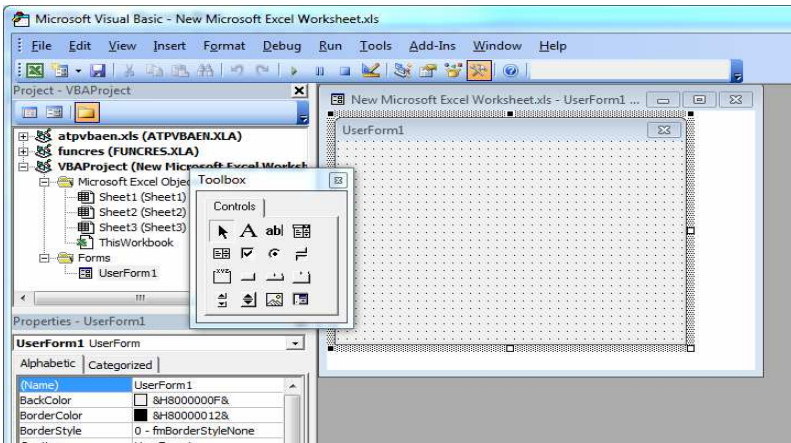 Microsoft Visual Basic - New Microsoft Excel Worksheet.xls
File Edit View Insert Format Debug Run Tools Add-Ins Window Help
Project - VBAProject
atpvbaen.xls (ATPVBAEN.XLA)
funcres (FUNCRES.XLA)
VBAProject (New Microsoft Excel Worksh
Microsoft Excel Objec
Sheet1 (Sheet1)
Sheet2 (Sheet2)
Sheet3 (Sheet3)
ThisWorkbook
Forms
UserForm1
Toolbox
Controls
A abl
xyz
New Microsoft Excel Worksheet.xls - UserForm1 ...
UserForm1
Properties - UserForm1
UserForm1 UserForm
Alphabetic Categorized
(Name) UserForm1
BackColor &H8000000F&
BorderColor &H80000012&
BorderStyle 0 - fmBorderStyleNone